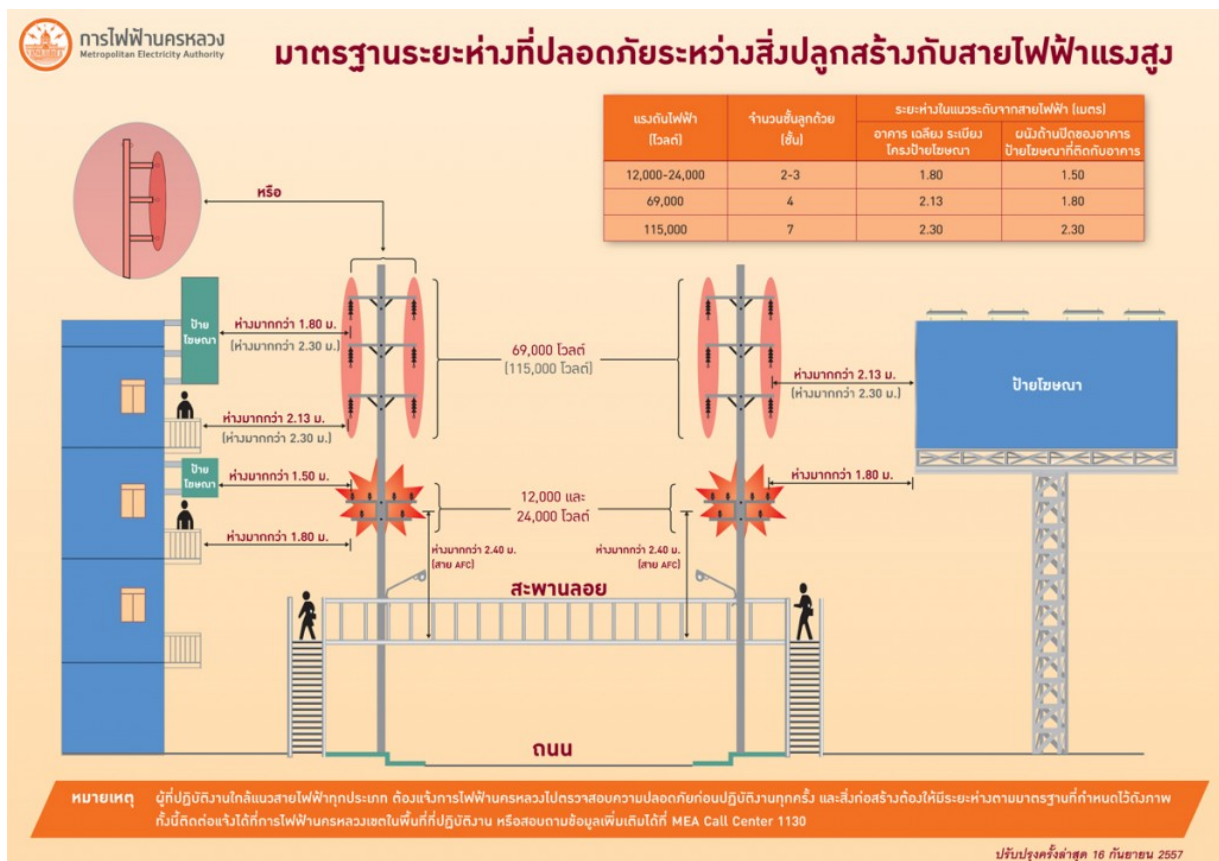 การไฟฟ้านครหลวง
Metropolitan Electricity Authority
มาตรฐานระยะห่างที่ปลอดภัยระหว่างสิ่งปลูกสร้างกับสายไฟฟ้าแรงสูง
แรงดันไฟฟ้า
(โวลต์)
จำนวนชั้นลูกถ้วย
(ชั้น)
ระยะห่างในแนวระดับจากสายไฟฟ้า (เมตร)
อาคาร เฉลียง ระเบียง
โครงป้ายโฆษณา
ผนังด้านปิดของอาคาร
ป้ายโฆษณาที่ติดกับอาคาร
12,000-24,000 2-3 1.80 1.50
69,000 4 2.13 1.80
115,000 7 2.30 2.30
หรือ
ป้าย
โฆษณา
ห่างมากกว่า 1.80 ม.
(ห่างมากกว่า 2.30 ม.)
69,000 โวลต์
(115,000 โวลต์)
ห่างมากกว่า 2.13 ม.
(ห่างมากกว่า 2.30 ม.)
ป้ายโฆษณา
ห่างมากกว่า 2.13 ม.
(ห่างมากกว่า 2.30 ม.)
ป้าย
โฆษณา
ห่างมากกว่า 1.50 ม.
12,000 และ
24,000 โวลต์
ห่างมากกว่า 1.80 ม.
ห่างมากกว่า 1.80 ม.
ห่างมากกว่า 2.40 ม.
(สาย AFC)
ห่างมากกว่า 2.40 ม.
(สาย AFC)
สะพานลอย
ถนน
หมายเหตุ ผู้ที่ปฏิบัติงานใกล้แนวสายไฟฟ้าทุกประเภท ต้องแจ้งการไฟฟ้านครหลวงไปตรวจสอบความปลอดภัยก่อนปฏิบัติงานทุกครั้ง และสิ่งก่อสร้างต้องให้มีระยะห่างตามมาตรฐานที่กำหนดไว้ดังภาพ
ทั้งนี้ติดต่อแจ้งได้ที่การไฟฟ้านครหลวงเขตในพื้นที่ที่ปฏิบัติงาน หรือสอบถามข้อมูลเพิ่มเติมได้ที่ MEA Call Center 1130
ปรับปรุงครั้งล่าสุด 16 กันยายน 2557